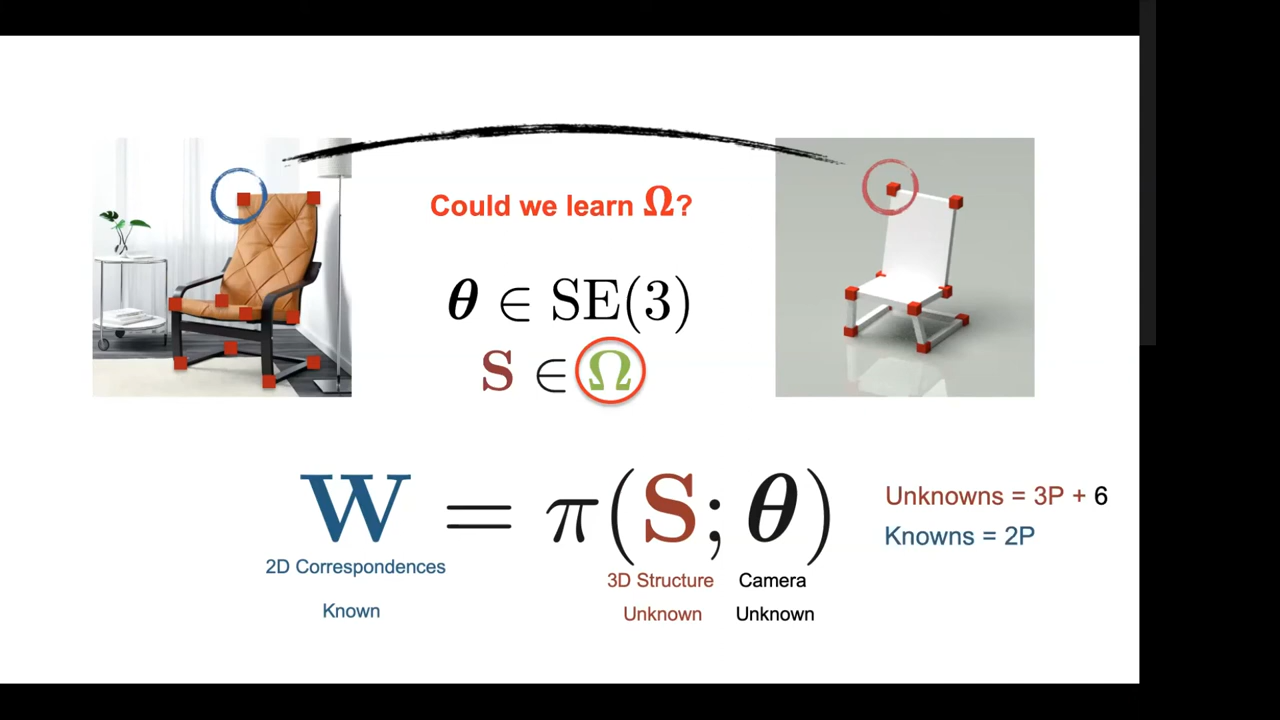 Could we learn Ω?
θ ∈ SE(3)
S ∈ Ω
W = π(S; θ)
Unknowns = 3P + 6
Knowns = 2P
2D Correspondences
3D Structure
Camera
Known
Unknown
Unknown